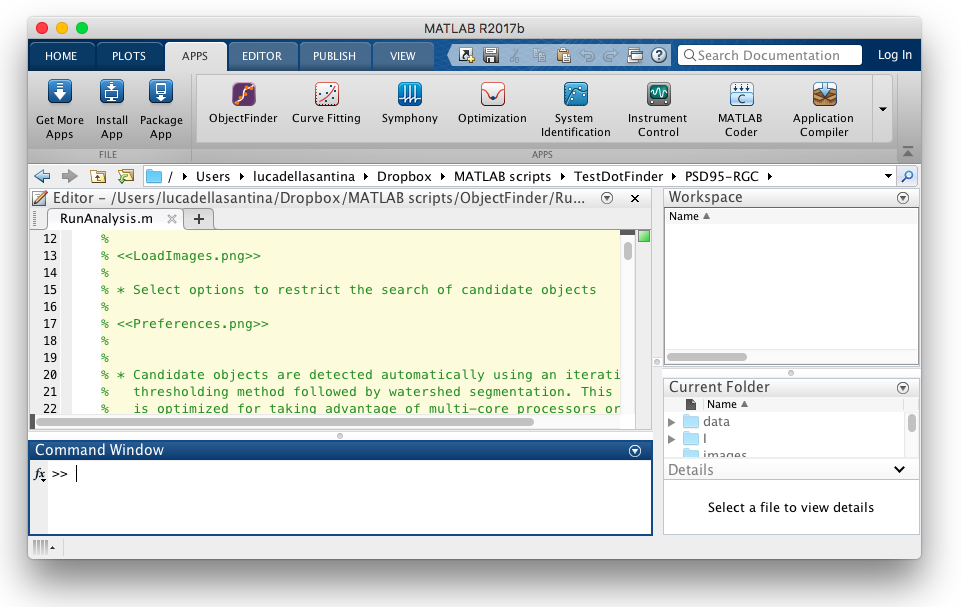 MATLAB R2017b
HOME PLOTS APPS EDITOR PUBLISH VIEW Search Documentation Log In
Get More Apps
Install App
Package App
ObjectFinder
Curve Fitting
Symphony
Optimization
System Identification
Instrument Control
MATLAB Coder
Application Compiler
FILE APPS
/ Users lucadellasantina Dropbox MATLAB scripts TestDotFinder PSD95-RGC
Editor - /Users/lucadellasantina/Dropbox/MATLAB scripts/ObjectFinder/Ru...
RunAnalysis.m
12 %
13 % <<LoadImages.png>>
14 %
15 % * Select options to restrict the search of candidate objects
16 %
17 % <<Preferences.png>>
18 %
19 %
20 % * Candidate objects are detected automatically using an iterati
21 % thresholding method followed by watershed segmentation. This
22 % is optimized for taking advantage of multi-core processors or
Command Window
fx >>
Workspace
Name
Current Folder
Name
data
I
images
Details
Select a file to view details